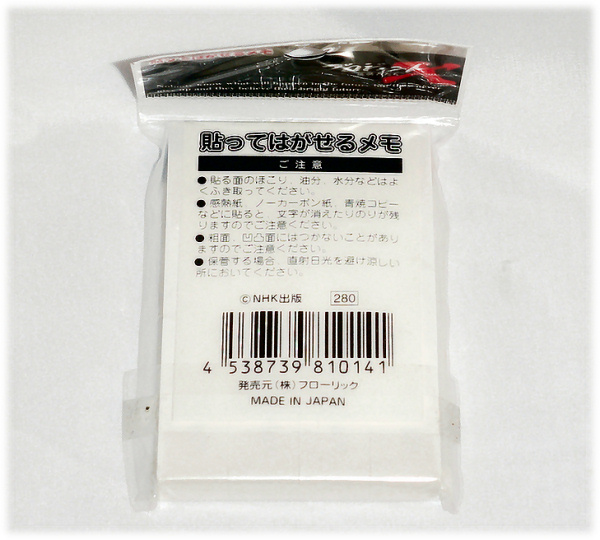 貼ってはがせるメモ
ご注意
●貼る面のほこり、油分、水分などはよ
くふき取ってください。
●感熱紙、ノーカーボン紙、青焼コピー
などに貼ると、文字が消えたりのりが残
りますのでご注意ください。
●粗面、凹凸面にはつかないことがあり
ますのでご注意ください。
●保管する場合、直射日光を避け涼しい
所においてください。
©NHK出版 280
4 538739 810141
発売元（株）フローリック
MADE IN JAPAN